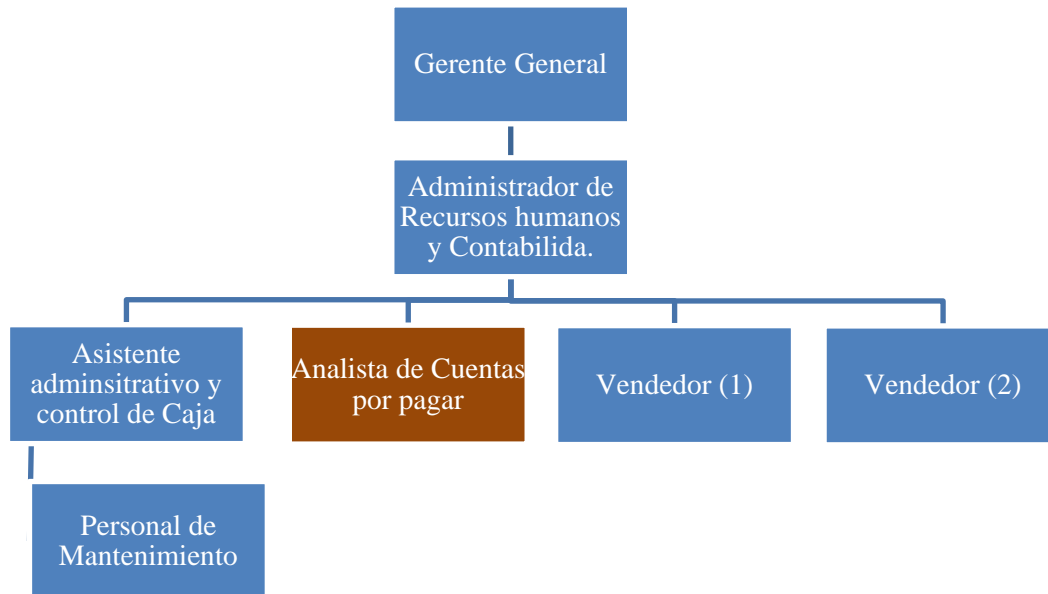 Gerente General
Administrador de
Recursos humanos
y Contabilida.
Asistente
adminsitrativo y
control de Caja
Analista de Cuentas
por pagar
Vendedor (1)
Vendedor (2)
Personal de
Mantenimiento